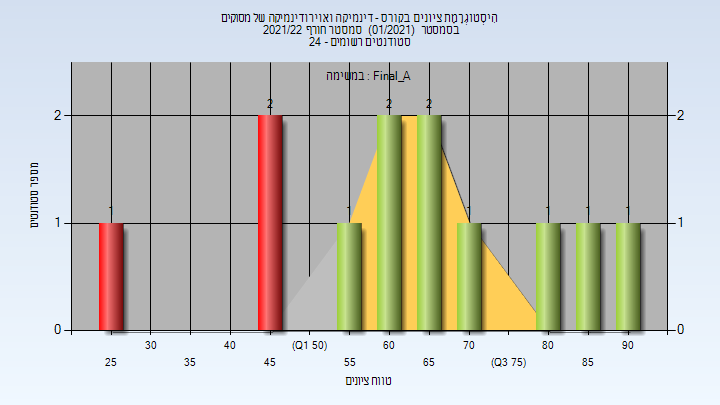 היסטוגרמת ציונים בקורס - דינמיקה ואוירודינמיקה של מסוקים
בסמסטר (01/2021) סמסטר חורף 2021/22
סטודנטים רשומים - 24
במשימה : Final_A
2 2 2
2 2
1 1 1 1 1 1
1 1
0 0
מספר סטודנטים
30 40 (Q1 50) 60 70 80 90
25 35 45 55 65 (Q3 75) 85
טווח ציונים